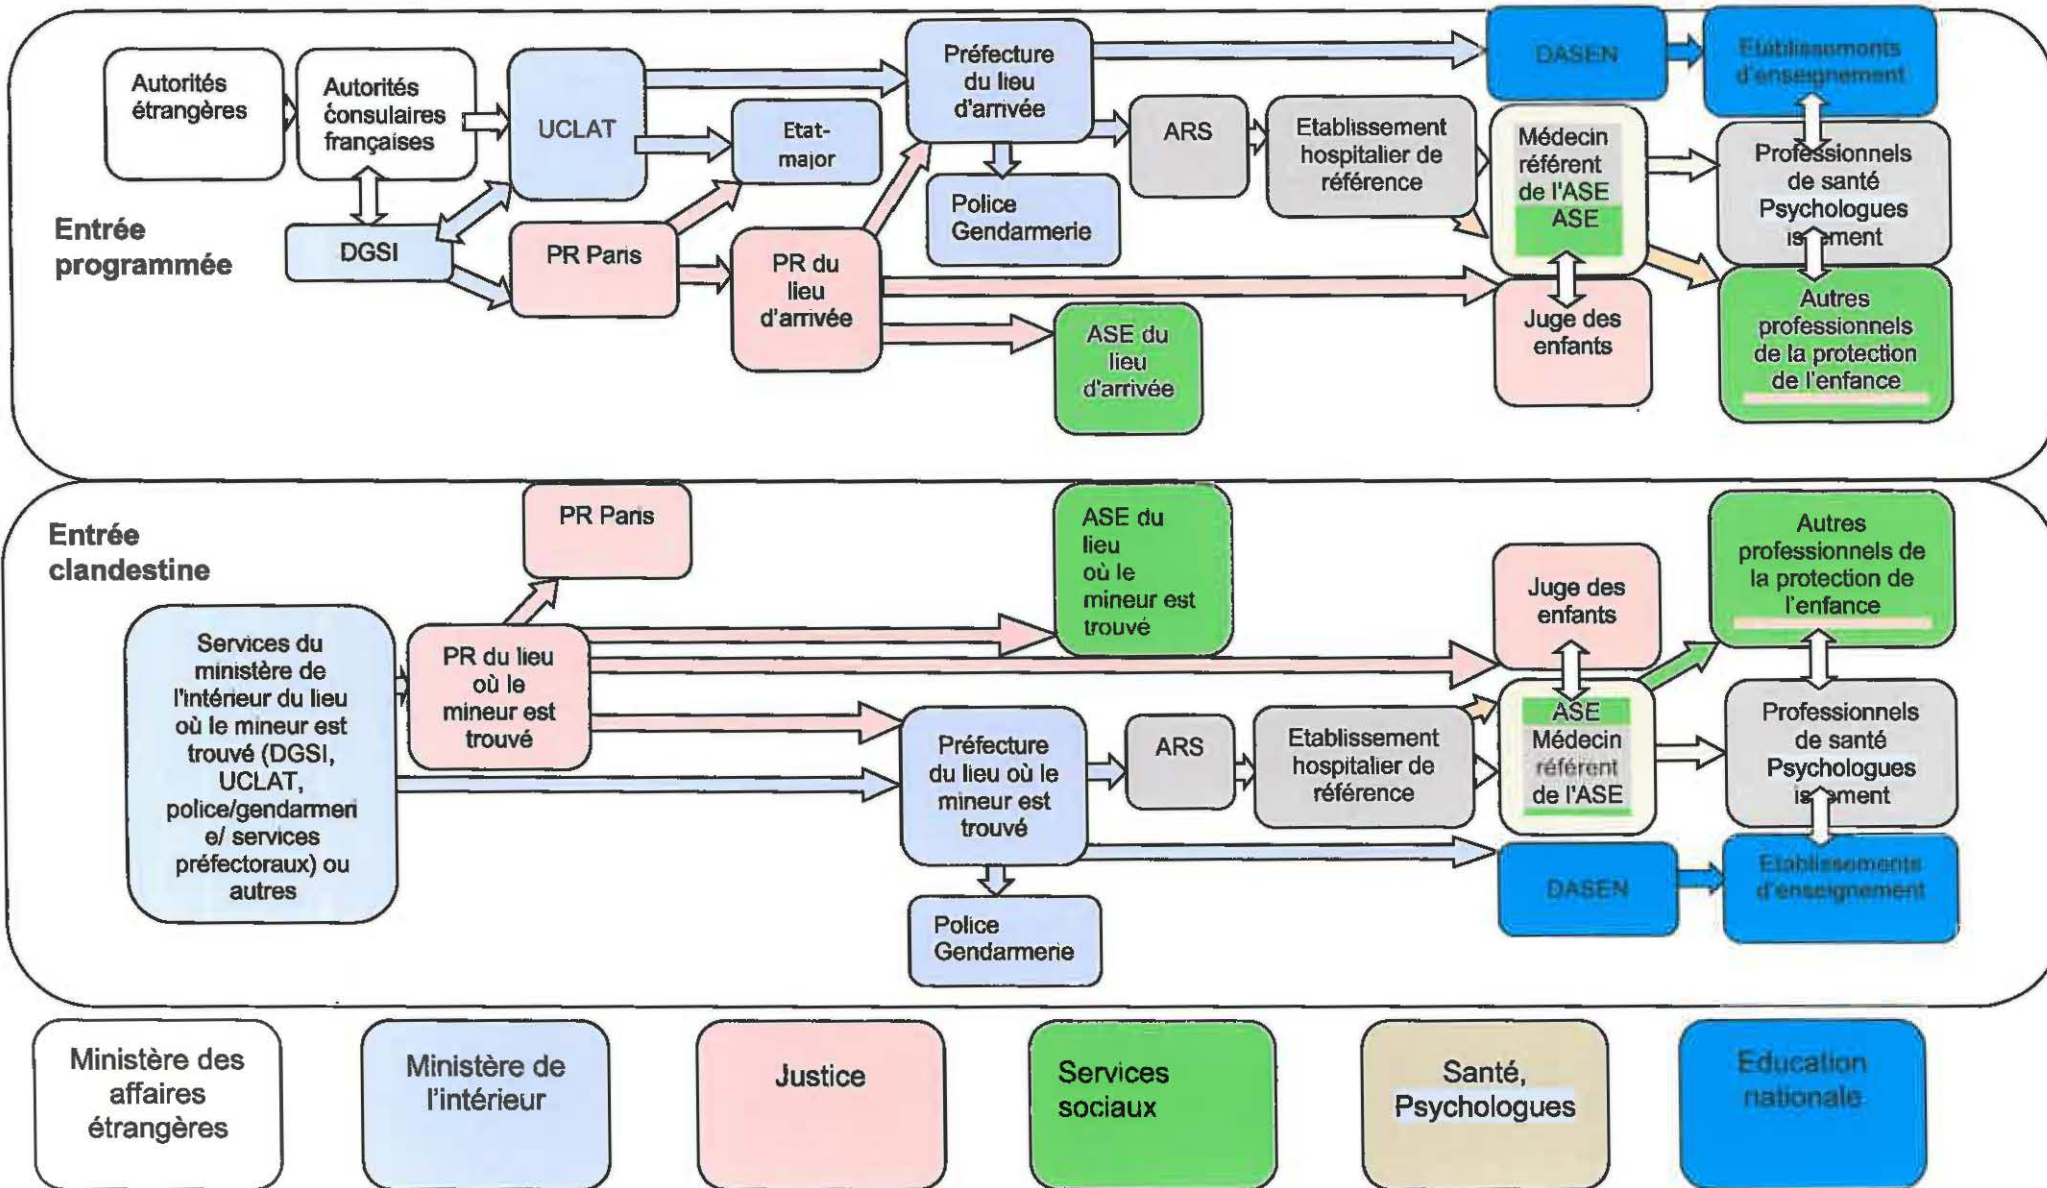 Entrée
programmée
Autorités
étrangères
Autorités
consulaires
françaises
DGSI
UCLAT
PR Paris
Etat-
major
PR du
lieu
d'arrivée
Préfecture
du lieu
d'arrivée
Police
Gendarmerie
ASE du
lieu
d'arrivée
ARS
Etablissement
hospitalier de
référence
DASEN
Médecin
référent
de l'ASE
ASE
Juge des
enfants
Etablissements
d'enseignement
Professionnels
de santé
Psychologues
Autres
professionnels
de la protection
de l'enfance
Entrée
clandestine
Services du
ministère de
l'intérieur du lieu
où le mineur est
trouvé (DGSI,
UCLAT,
police/gendarmeri
e/ services
préfectoraux) ou
autres
PR Paris
PR du lieu
où le
mineur est
trouvé
ASE du
lieu
où le
mineur est
trouvé
Préfecture
du lieu où le
mineur est
trouvé
Police
Gendarmerie
ARS
Etablissement
hospitalier de
référence
Juge des
enfants
ASE
Médecin
référent
de l'ASE
DASEN
Autres
professionnels de
la protection de
l'enfance
Professionnels
de santé
Psychologues
Etablissements
d'enseignement
Ministère des
affaires
étrangères
Ministère de
l'intérieur
Justice
Services
sociaux
Santé,
Psychologues
Education
nationale